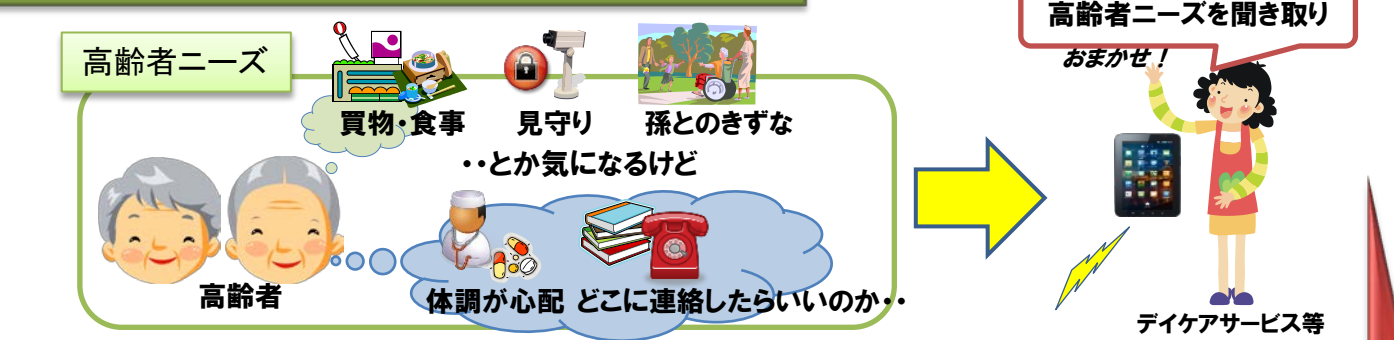 高齢者ニーズ
買物・食事
見守り
孫とのきずな
・・とか気になるけど
高齢者
体調が心配
どこに連絡したらいいのか・・
高齢者ニーズを聞き取り
おまかせ！
デイケアサービス等